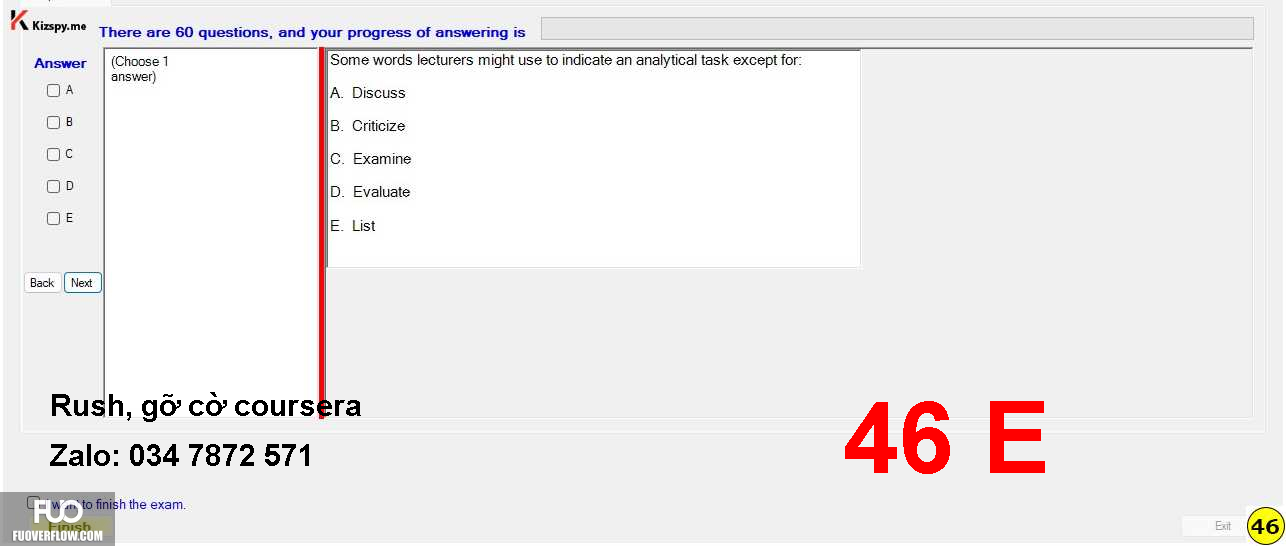 Kizspy.me
There are 60 questions, and your progress of answering is
Answer
(Choose 1
answer)
A
B
C
D
E
Back Next
Some words lecturers might use to indicate an analytical task except for:
A. Discuss
B. Criticize
C. Examine
D. Evaluate
E. List
Rush, gỡ cờ coursera
Zalo: 034 7872 571
46 E
I want to finish the exam.
Finish
FUO
FUOVERFLOW.COM
Exit
46